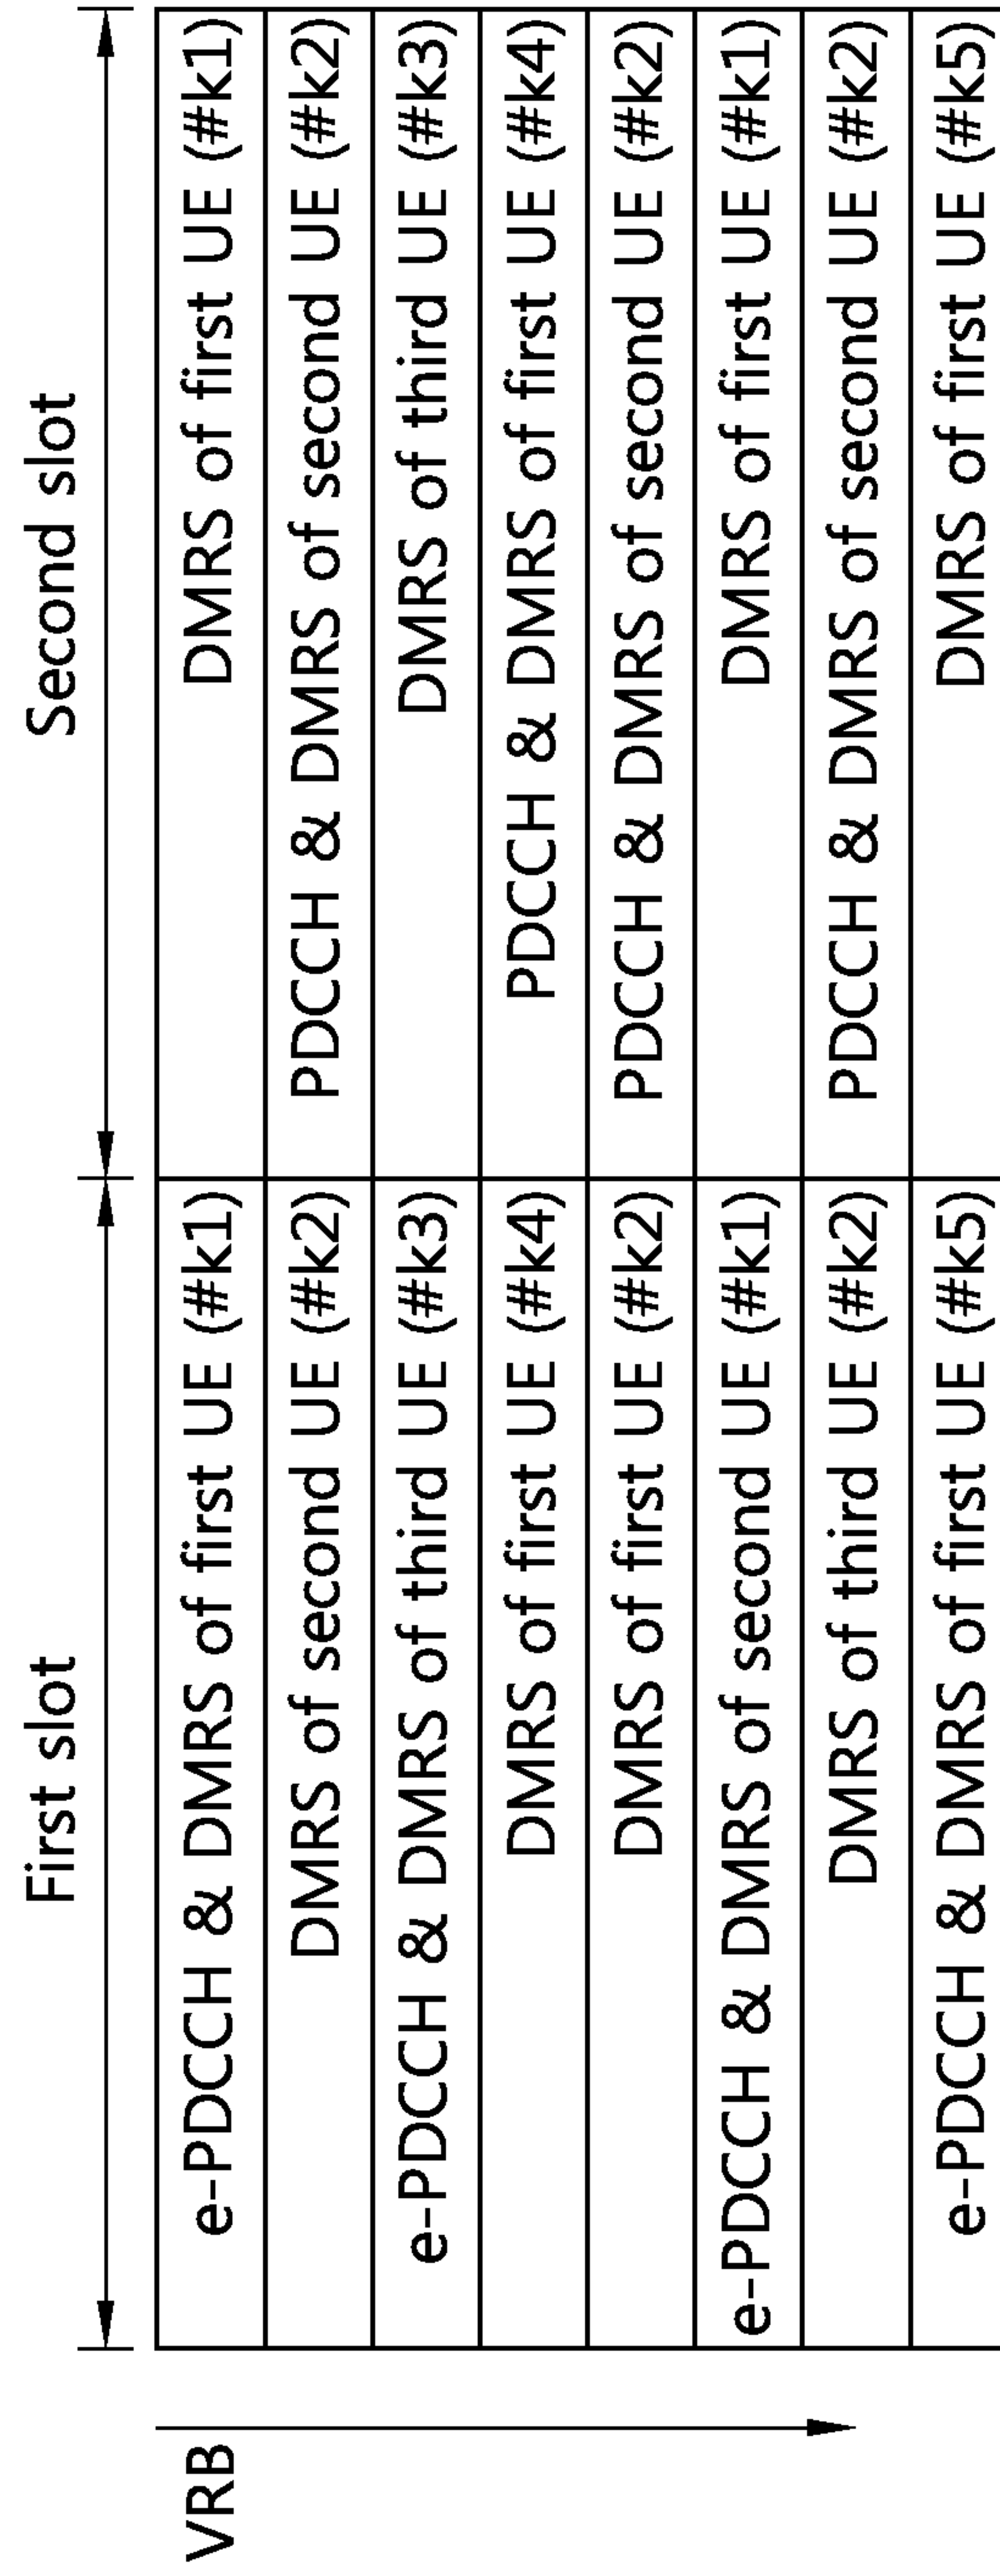 First slot
Second slot
VRB
e-PDCCH & DMRS of first UE (#k1)
DMRS of first UE (#k1)
DMRS of second UE (#k2)
PDCCH & DMRS of second UE (#k2)
e-PDCCH & DMRS of third UE (#k3)
DMRS of third UE (#k3)
DMRS of first UE (#k4)
PDCCH & DMRS of first UE (#k4)
DMRS of first UE (#k2)
PDCCH & DMRS of second UE (#k2)
e-PDCCH & DMRS of second UE (#k1)
DMRS of first UE (#k1)
DMRS of third UE (#k2)
PDCCH & DMRS of second UE (#k2)
e-PDCCH & DMRS of first UE (#k5)
DMRS of first UE (#k5)